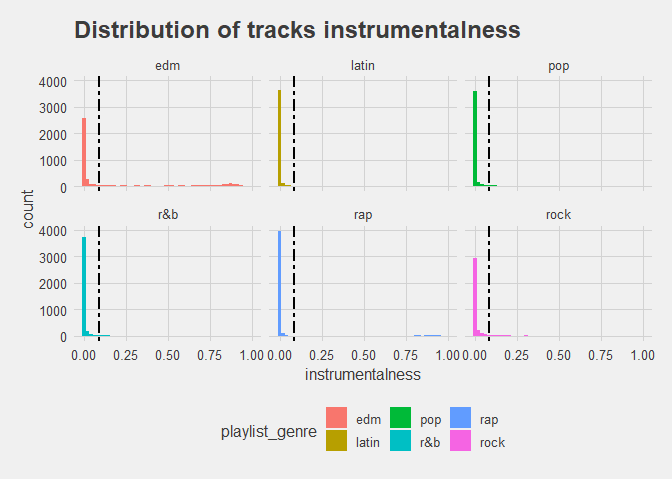 Distribution of tracks instrumentalness
edm latin pop
4000
3000
2000
1000
0
count
r&b rap rock
4000
3000
2000
1000
0
0.00 0.25 0.50 0.75 1.00 0.00 0.25 0.50 0.75 1.00 0.00 0.25 0.50 0.75 1.00
instrumentalness
playlist_genre
edm pop rap
latin r&b rock